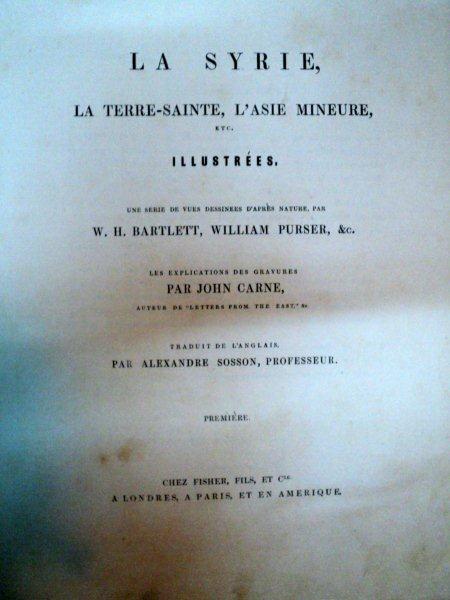 LA SYRIE,
LA TERRE-SAINTE, L'ASIE MINEURE,
ETC.
ILLUSTRÉES.
UNE SERIE DE VUES DESSINEES D'APRÈS NATURE, PAR
W. H. BARTLETT, WILLIAM PURSER, &c.
LES EXPLICATIONS DES GRAVURES
PAR JOHN CARNE,
AUTEUR DE "LETTERS FROM THE EAST," &c
TRADUIT DE L'ANGLAIS,
PAR ALEXANDRE SOSSON, PROFESSEUR.
PREMIÈRE.
CHEZ FISHER, FILS, ET Cie.
A LONDRES, A PARIS, ET EN AMERIQUE.